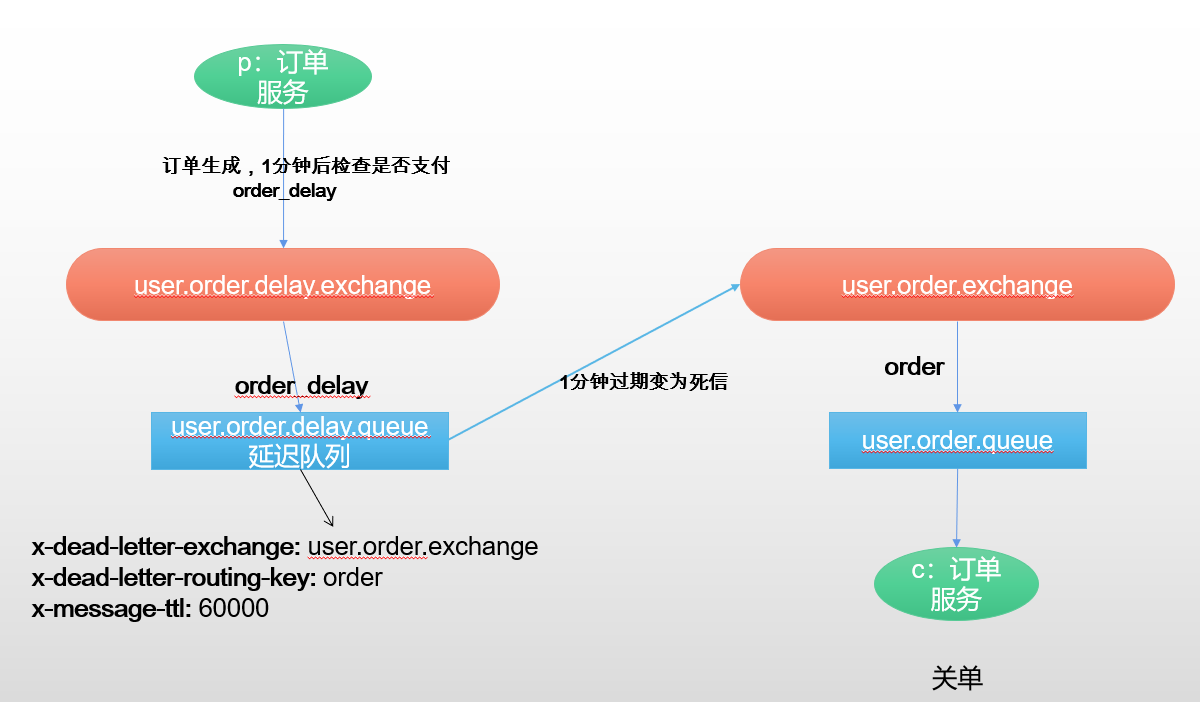 p：订单
服务
订单生成，1分钟后检查是否支付
order_delay
user.order.delay.exchange
user.order.exchange
order_delay
1分钟过期变为死信
order
user.order.delay.queue
延迟队列
user.order.queue
x-dead-letter-exchange: user.order.exchange
x-dead-letter-routing-key: order
x-message-ttl: 60000
c：订单
服务
关单